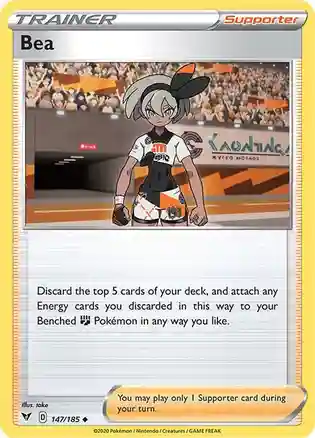 TRAINER Supporter
Bea
Discard the top 5 cards of your deck, and attach any
Energy cards you discarded in this way to your
Benched Pokémon in any way you like.
Illus. take
You may play only 1 Supporter card during
your turn.
D 147/185
©2020 Pokémon / Nintendo / Creatures / GAME FREAK.